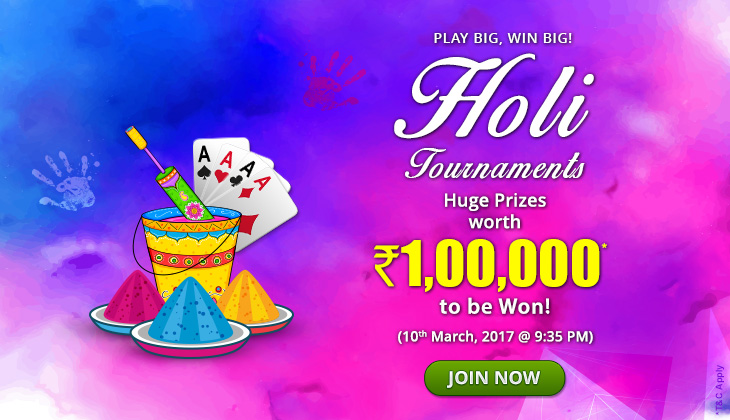 PLAY BIG, WIN BIG!
Holi
Tournaments
Huge Prizes
worth
₹1,00,000*
to be Won!
(10th March, 2017 @ 9:35 PM)
JOIN NOW
*T&C Apply
A
A
A
A